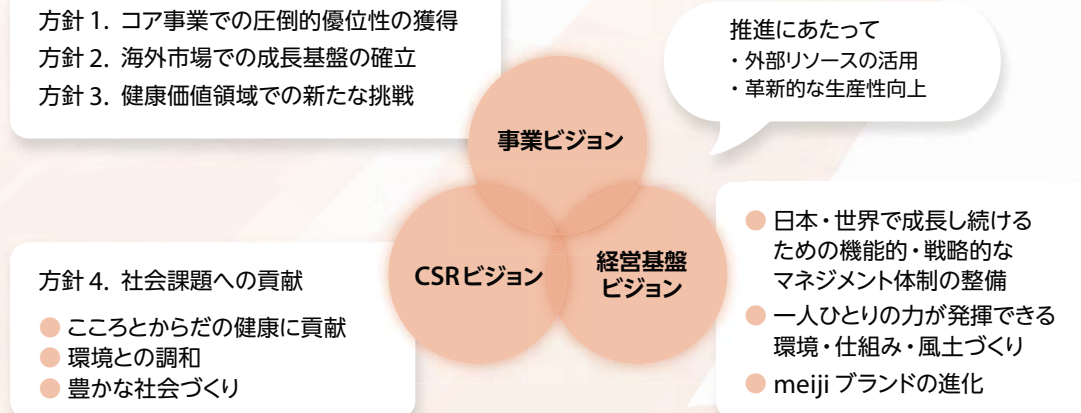 方針 1. コア事業での圧倒的優位性の獲得
方針 2. 海外市場での成長基盤の確立
方針 3. 健康価値領域での新たな挑戦
推進にあたって
・外部リソースの活用
・革新的な生産性向上
事業ビジョン
CSRビジョン
経営基盤
ビジョン
方針 4. 社会課題への貢献
● こころとからだの健康に貢献
● 環境との調和
● 豊かな社会づくり
● 日本・世界で成長し続ける
ための機能的・戦略的な
マネジメント体制の整備
● 一人ひとりの力が発揮できる
環境・仕組み・風土づくり
● meiji ブランドの進化